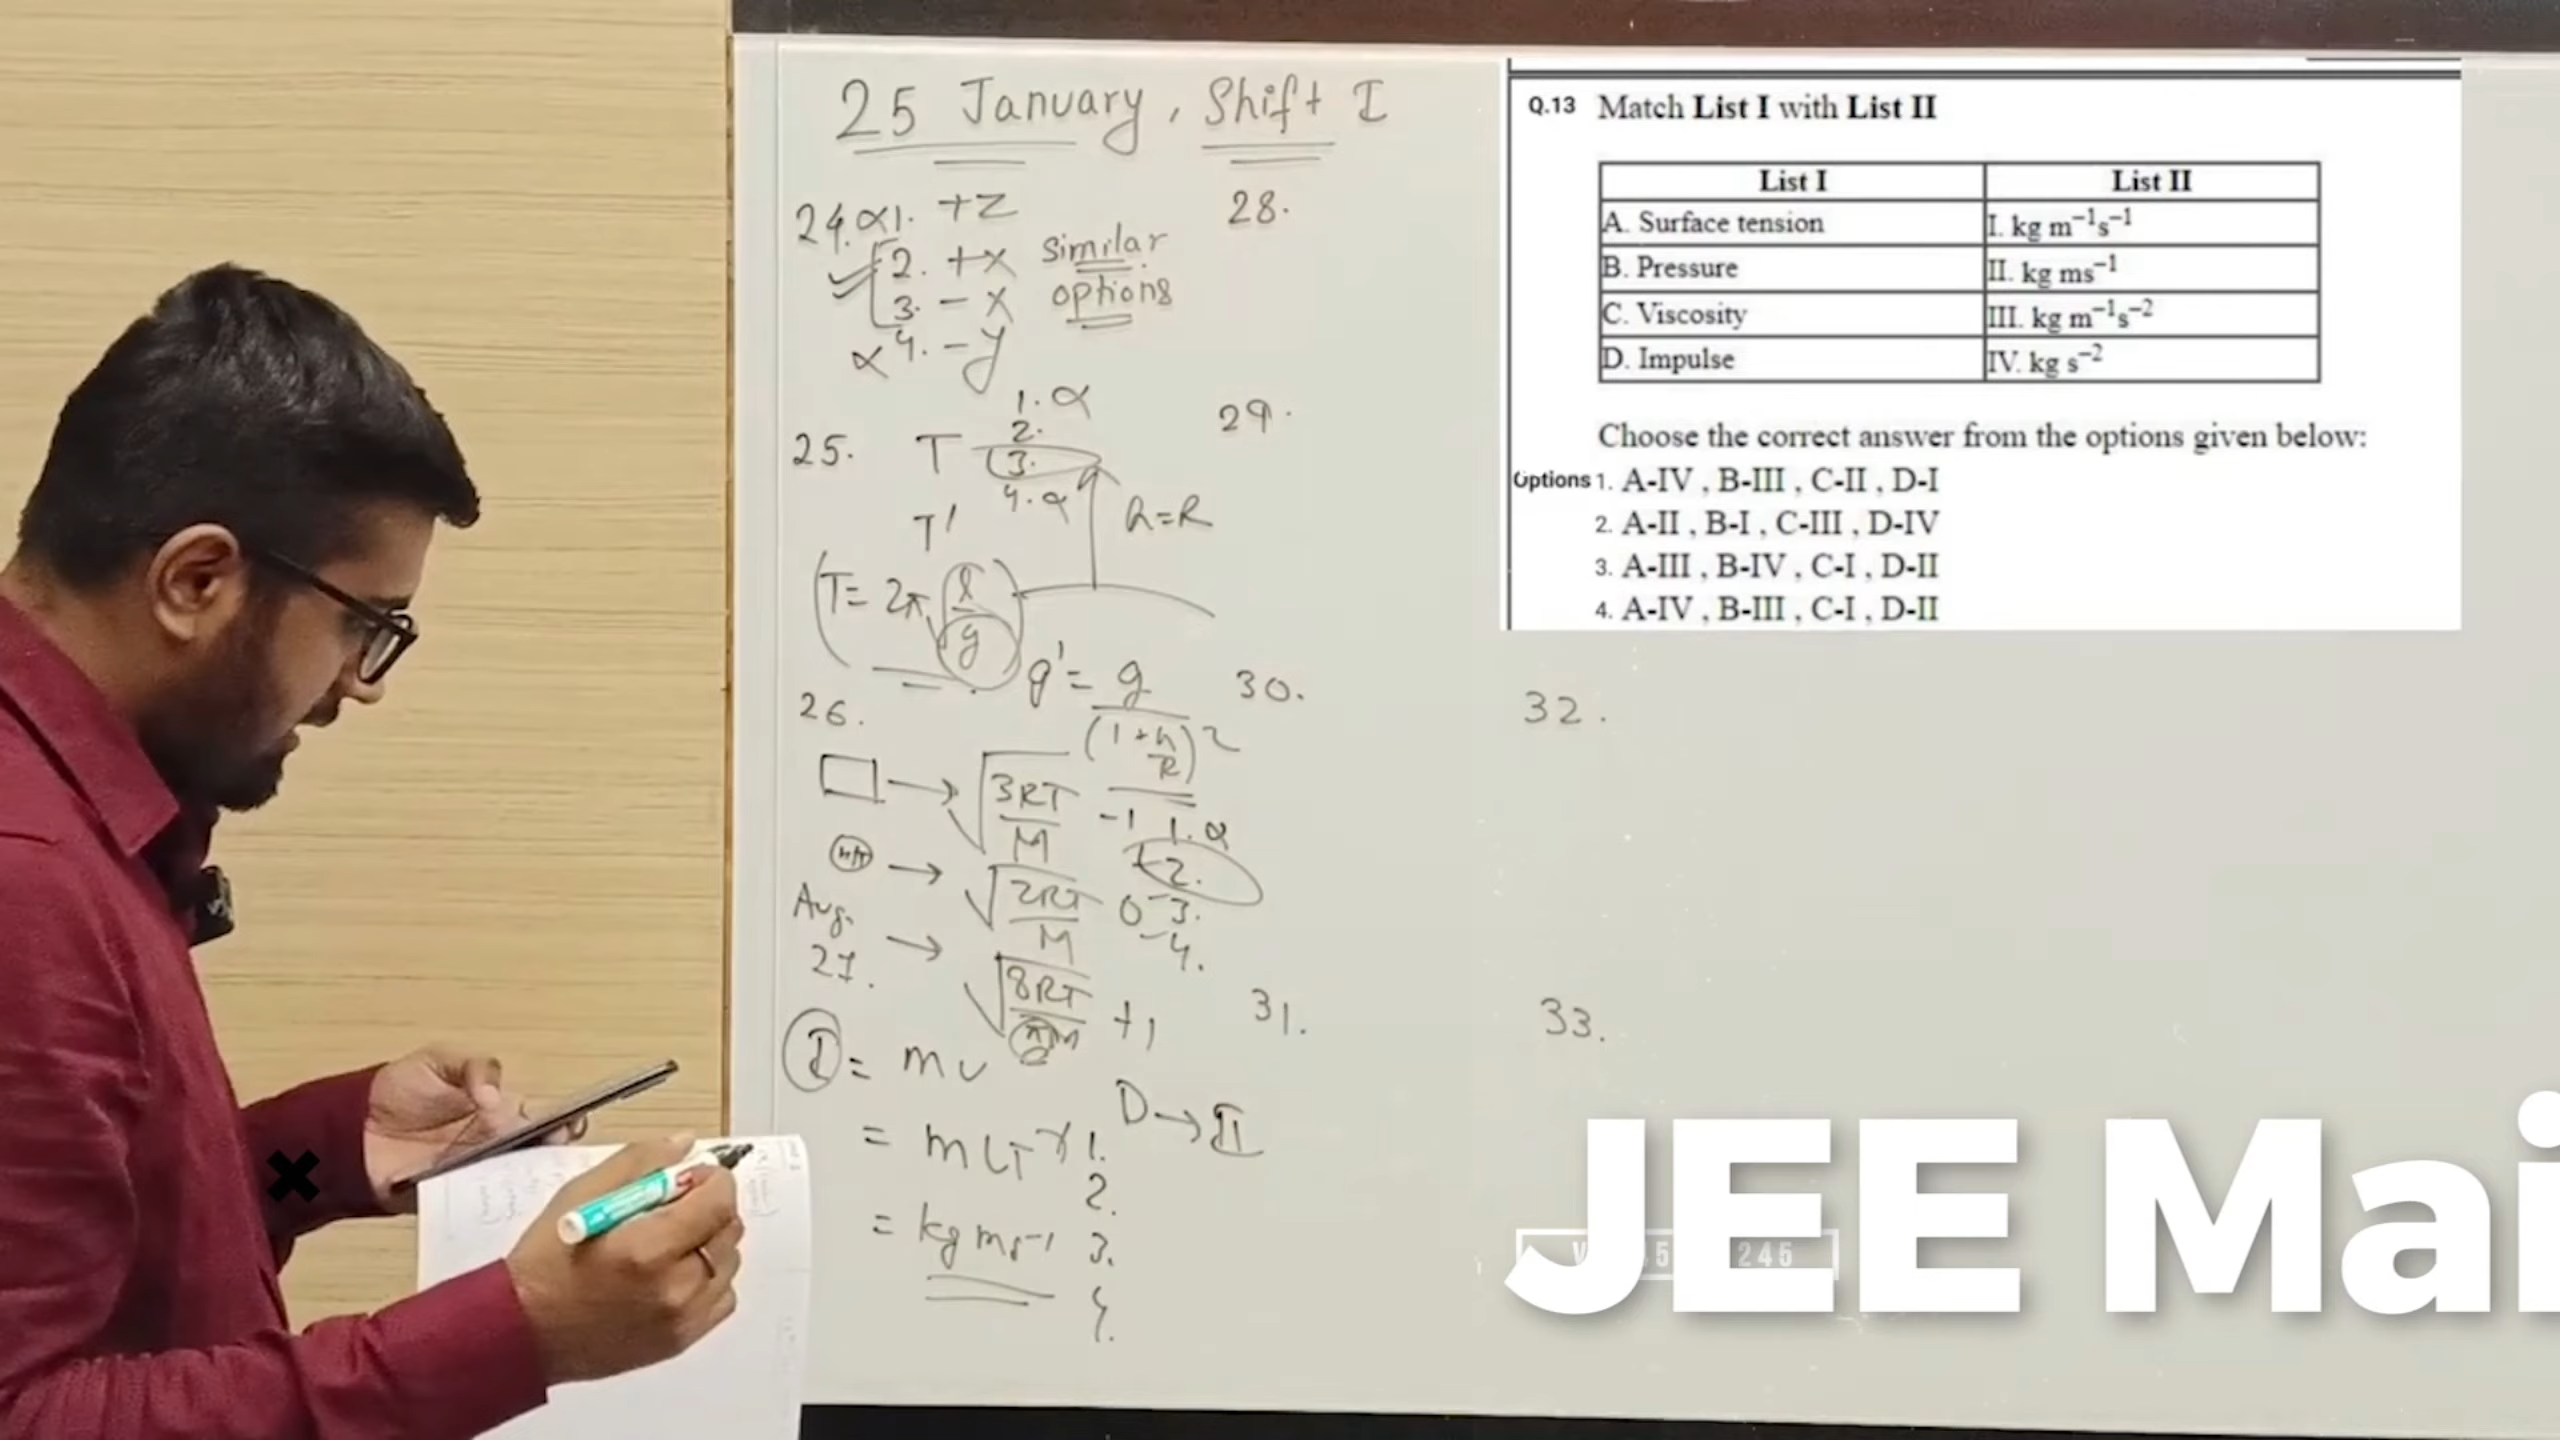 25 January, Shift I
24. α1. +Z
2. +X similar
3. -X options
α 4. -y
25. T
1. α
2.
3.
4. α
T' h=R
T= 2π √l/g
g' = g/(1+h/R)²
26.
→ √3RT/M
→ √2RT/M
-1 1. α
2.
0 3.
4.
Avg. → √8RT/πm +1
27.
I = mv
D→II
= MLT 1.
2.
= kg ms-1 3.
4.
28.
29.
30.
31.
32.
33.
Q.13 Match List I with List II
List I List II
A. Surface tension I. kg m⁻¹s⁻¹
B. Pressure II. kg ms⁻¹
C. Viscosity III. kg m⁻¹s⁻²
D. Impulse IV. kg s⁻²
Choose the correct answer from the options given below:
Options 1. A-IV , B-III , C-II , D-I
2. A-II , B-I , C-III , D-IV
3. A-III , B-IV , C-I , D-II
4. A-IV , B-III , C-I , D-II
JEE Mai
245